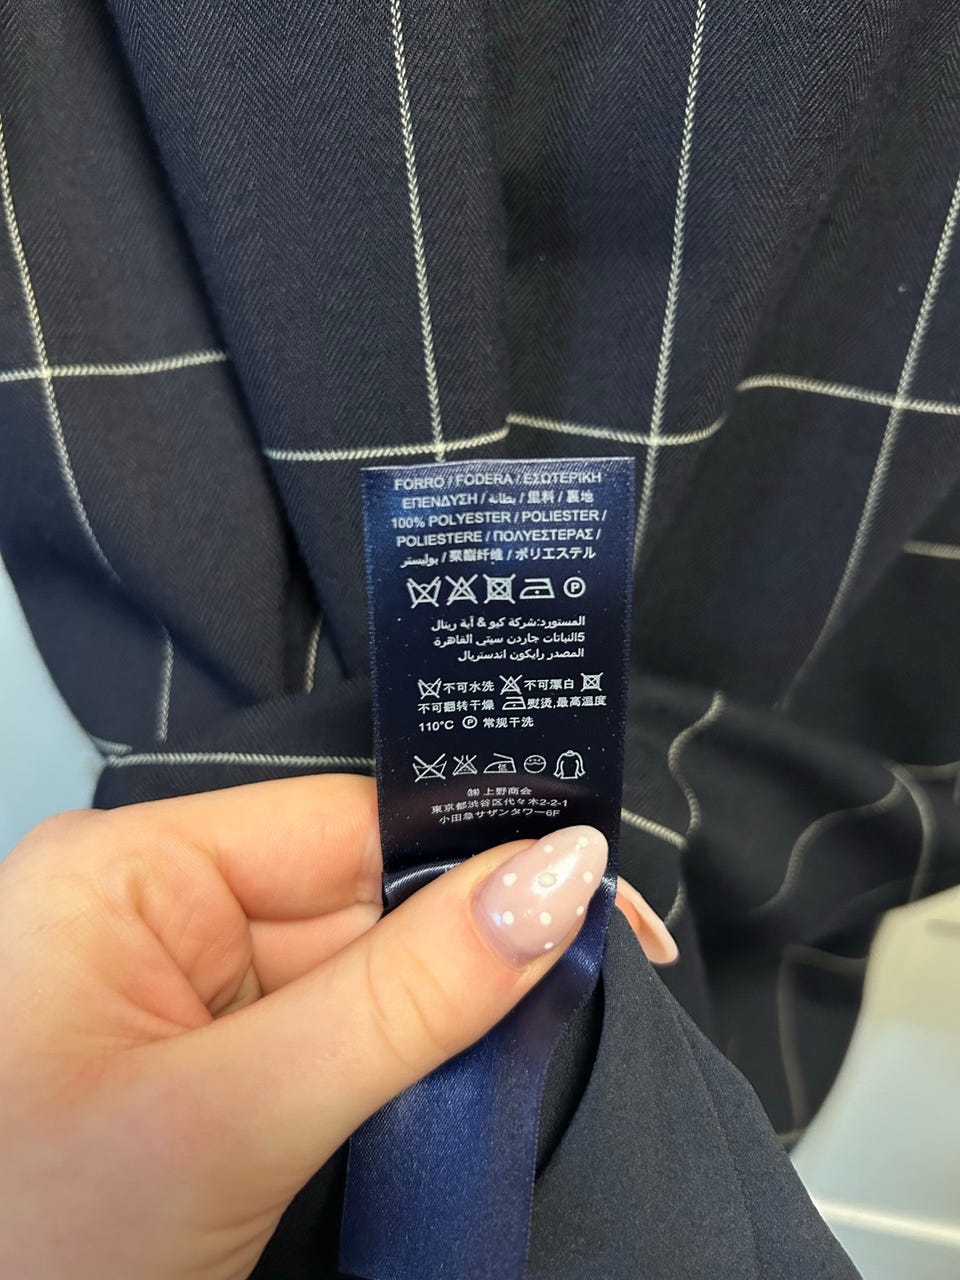 FORRO / FODERA / ΕΣΩΤΕΡΙΚΗ
ΕΠΕΝΔΥΣΗ / بطانة / 里料 / 裏地
100% POLYESTER / POLIESTER /
POLIESTERE / ΠΟΛΥΕΣΤΕΡΑΣ /
بوليستر / 聚酯纤维 / ポリエステル
P
المستورد:شركة كيو & آية رينال
5النباتات جاردن سيتي القاهرة
المصدر رايكون اندستريال
不可水洗 不可漂白
不可翻转干燥 熨烫,最高温度
110°C P 常规干洗
低
㈱ 上野商会
東京都渋谷区代々木2-2-1
小田急サザンタワー6F